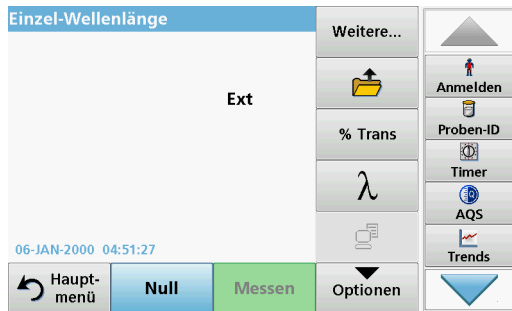 Einzel-Wellenlänge
Ext
06-JAN-2000 04:51:27
Weitere...
% Trans
λ
Haupt-
menü
Null
Messen
Optionen
Anmelden
Proben-ID
Timer
AQS
Trends